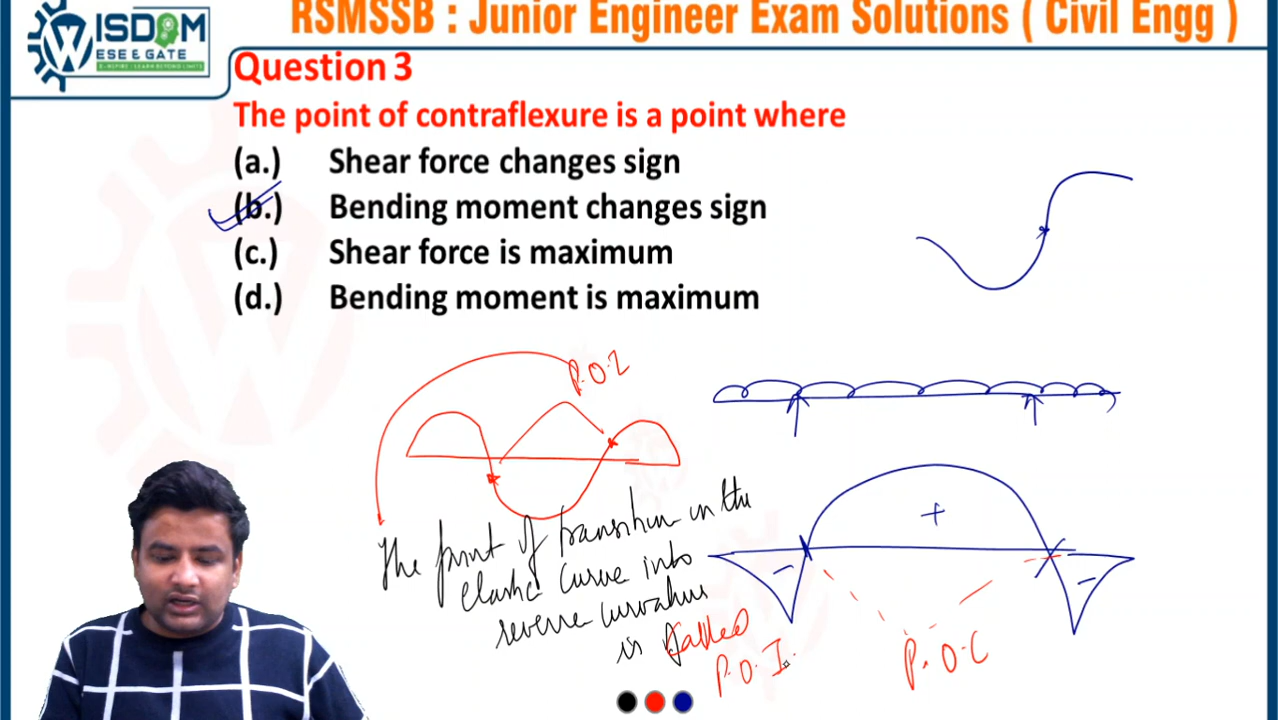 WISDOM
ESE & GATE
RSMSSB : Junior Engineer Exam Solutions ( Civil Engg )
Question 3
The point of contraflexure is a point where
(a.) Shear force changes sign
(b.) Bending moment changes sign
(c.) Shear force is maximum
(d.) Bending moment is maximum
P.O.I
+
-
-
The point of transition in the
elastic curve into
reverse curvature
is called
P.O.I.
P.O.C